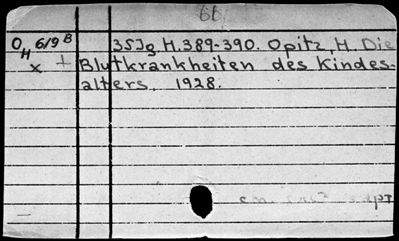 66
O H 6/9 B 35Jg H.389-390. Opitz, H. Die
x + Blutkrankheiten des Kindes-
alters, 1928.